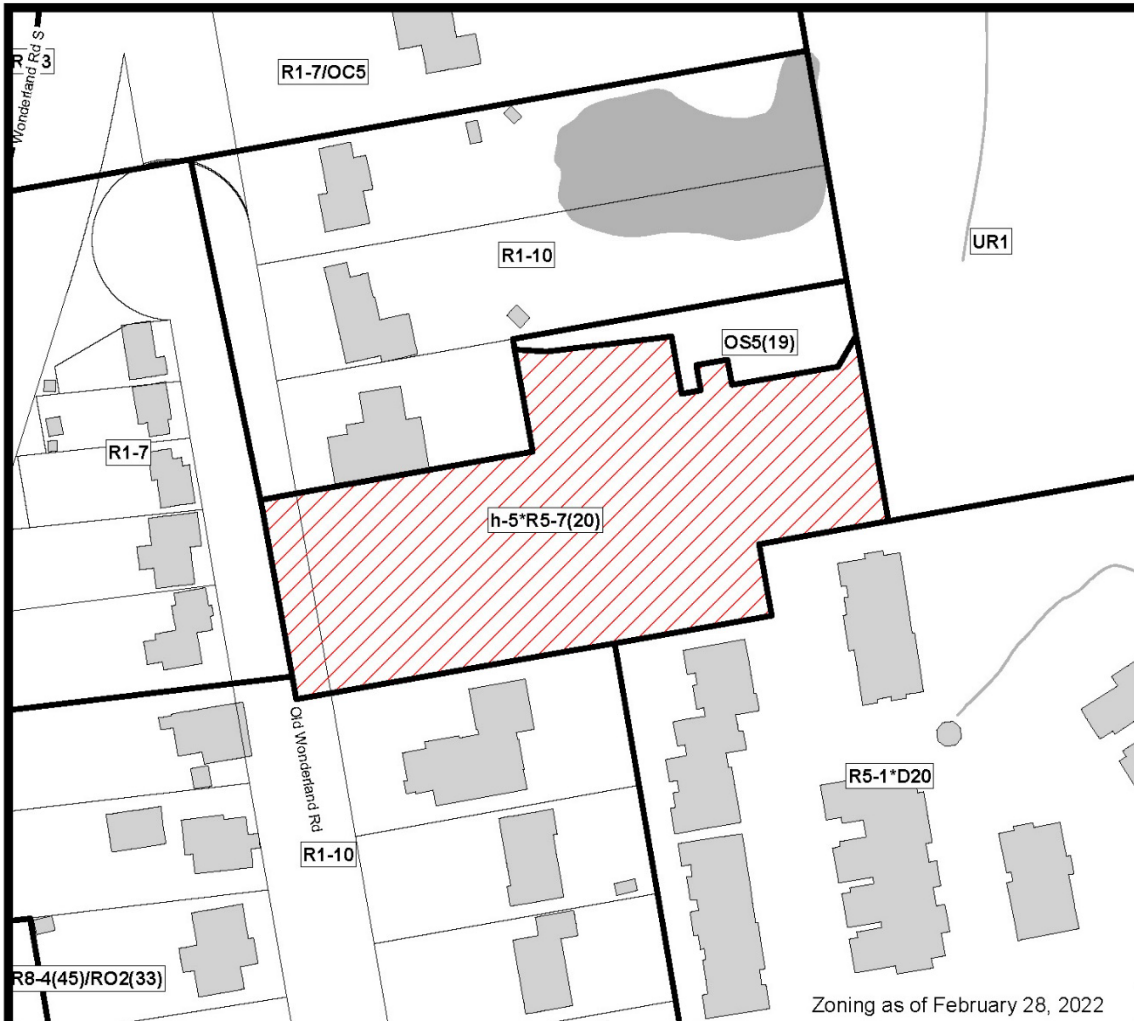 Wonderland Rd S
R1-7/OC5
R1-10
UR1
OS5(19)
R1-7
h-5*R5-7(20)
Old Wonderland Rd
R5-1*D20
R1-10
R8-4(45)/RO2(33)
Zoning as of February 28, 2022